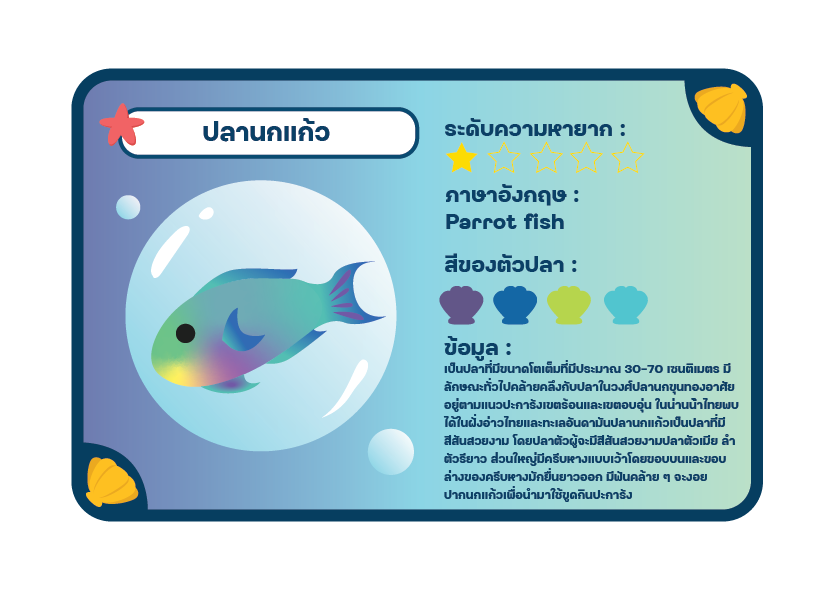 ปลานกแก้ว
ระดับความหายาก :
ภาษาอังกฤษ :
Parrot fish
สีของตัวปลา :
ข้อมูล :
เป็นปลาที่มีขนาดโตเต็มที่มีประมาณ 30-70 เซนติเมตร มี
ลักษณะทั่วไปคล้ายคลึงกับปลาในวงศ์ปลานกขุนทองอาศัย
อยู่ตามแนวปะการังเขตร้อนและเขตอบอุ่น ในน่านน้ำไทยพบ
ได้ในฝั่งอ่าวไทยและทะเลอันดามันปลานกแก้วเป็นปลาที่มี
สีสันสวยงาม โดยปลาตัวผู้จะมีสีสันสวยงามปลาตัวเมีย ลำ
ตัวรียาว ส่วนใหญ่มีครีบหางแบบเว้าโดยขอบบนและขอบ
ล่างของครีบหางมักยื่นยาวออก มีฟันคล้าย ๆ จะงอย
ปากนกแก้วเพื่อนำมาใช้ขูดกินปะการัง